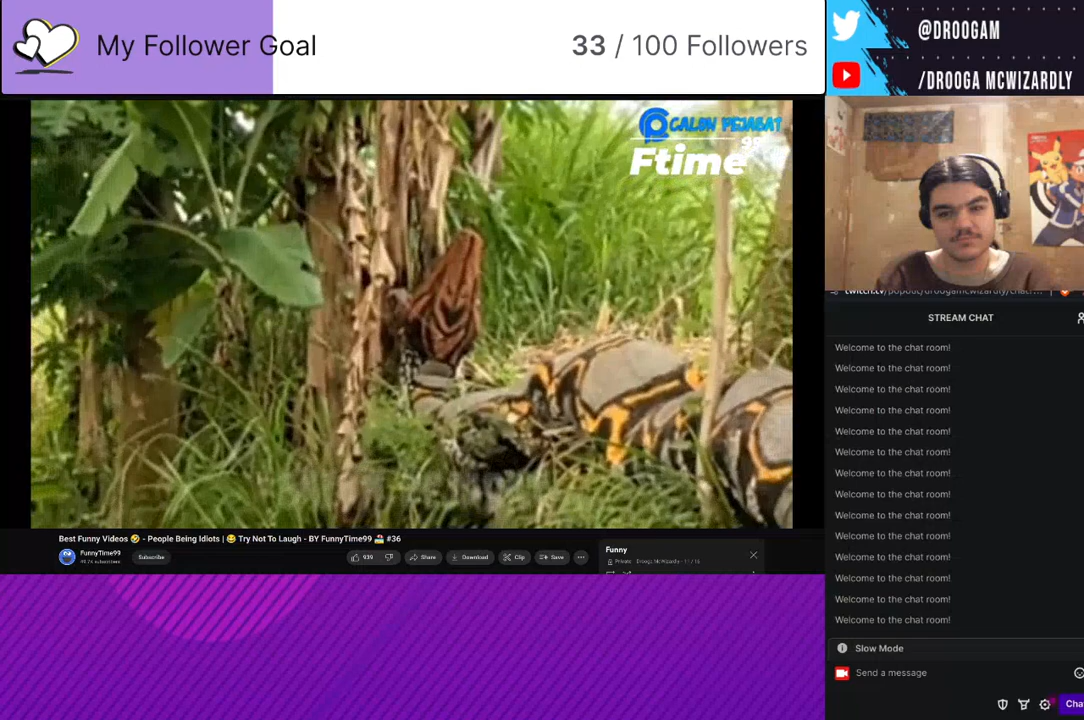 My Follower Goal
33 / 100 Followers
@DROOGAM
/DROOGA MCWIZARDLY
CALON PEJABAT
Ftime
STREAM CHAT
Welcome to the chat room!
Welcome to the chat room!
Welcome to the chat room!
Welcome to the chat room!
Welcome to the chat room!
Welcome to the chat room!
Welcome to the chat room!
Welcome to the chat room!
Welcome to the chat room!
Welcome to the chat room!
Welcome to the chat room!
Welcome to the chat room!
Welcome to the chat room!
Welcome to the chat room!
Slow Mode
Send a message
Best Funny Videos 🤣 - People Being Idiots | 😂 Try Not To Laugh - BY FunnyTime99 🏖 #36
FunnyTime99
Subscribe
939
Share
Download
Clip
Save
Funny
Private